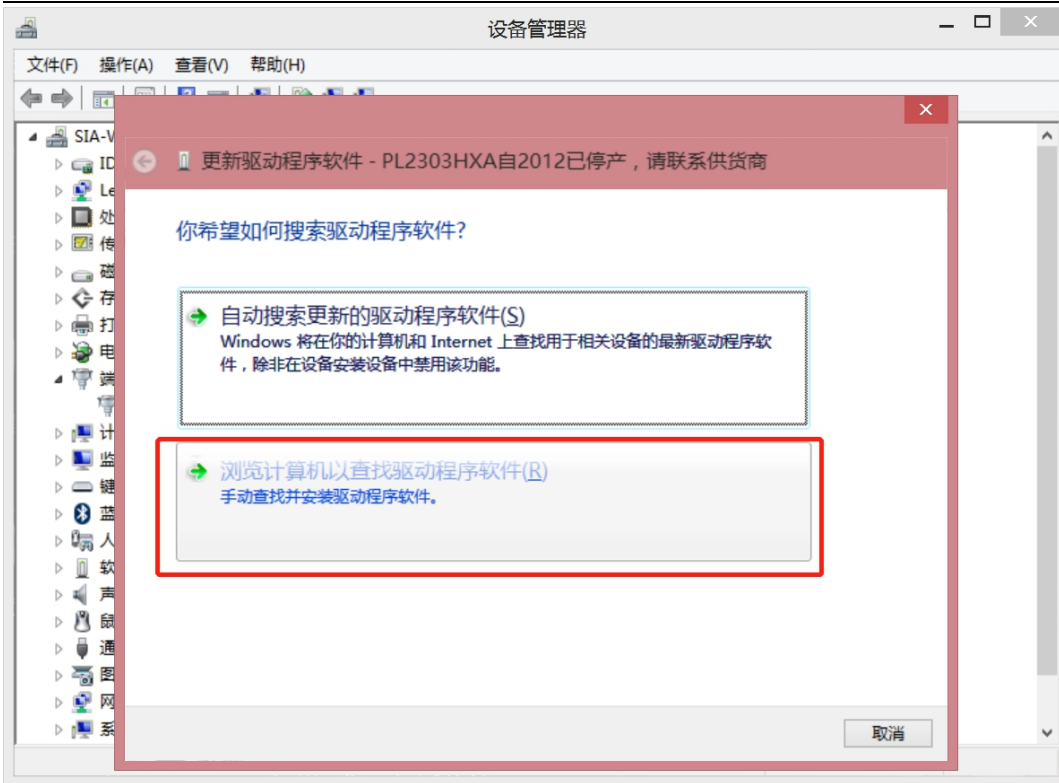 设备管理器
文件(F) 操作(A) 查看(V) 帮助(H)
SIA-V
ID
更新驱动程序软件 - PL2303HXA自2012已停产，请联系供货商
Le
处
你希望如何搜索驱动程序软件?
传
磁
存
自动搜索更新的驱动程序软件(S)
打
Windows 将在你的计算机和 Internet 上查找用于相关设备的最新驱动程序软
电
件，除非在设备安装设备中禁用该功能。
端
计
监
浏览计算机以查找驱动程序软件(R)
键
手动查找并安装驱动程序软件。
蓝
人
软
声
鼠
通
图
网
系
取消